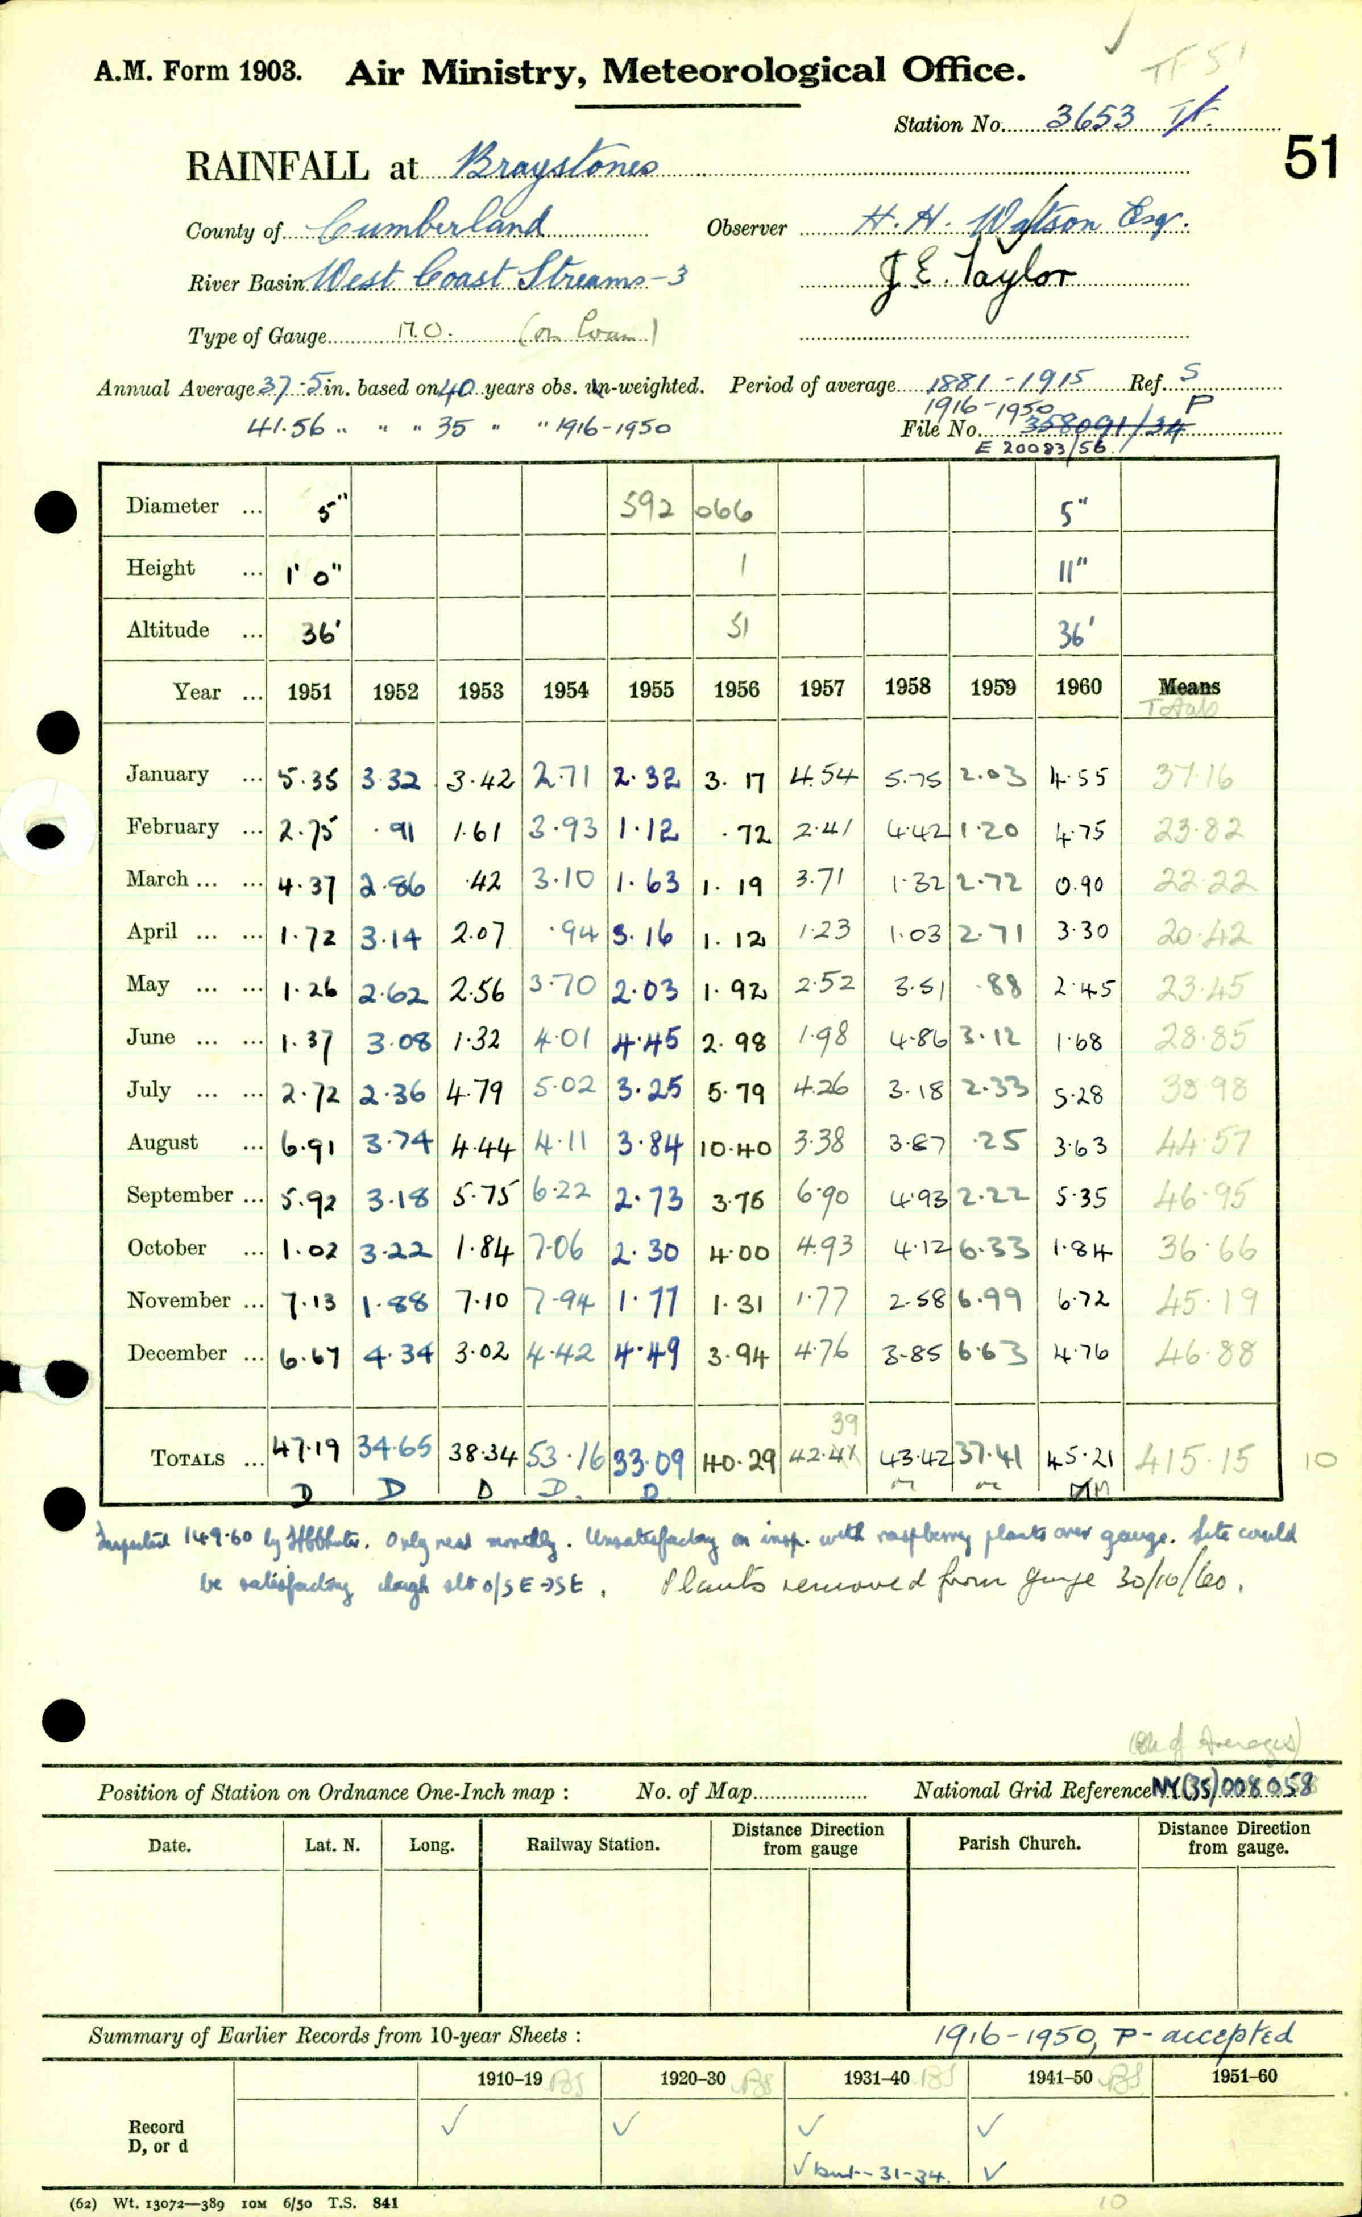 TF 51
A.M. Form 1903. Air Ministry, Meteorological Office.
Station No. 3653 Tf.
51
RAINFALL at Braystones
County of Cumberland Observer H. H. Watson Esq.
River Basin West Coast Streams-3 J E. Taylor
Type of Gauge M.O. (on loan)
Annual Average 37.5 in. based on 40 years obs. un-weighted. Period of average 1881-1915 Ref. S
1916-1950 P
41.56 " " " 35 " " 1916-1950 File No. 358091/34
E 20083/56
Diameter ... 5" 592 066 5"
Height ... 1' 0" 1 11"
Altitude ... 36' 51 36'
Year ... 1951 1952 1953 1954 1955 1956 1957 1958 1959 1960 Means
Totals
January ... 5.35 3.32 3.42 2.71 2.32 3.17 4.54 5.75 2.03 4.55 37.16
February ... 2.75 .91 1.61 3.93 1.12 .72 2.41 4.42 1.20 4.75 23.82
March ... ... 4.37 2.86 .42 3.10 1.63 1.19 3.71 1.32 2.72 0.90 22.22
April ... ... 1.72 3.14 2.07 .94 3.16 1.12 1.23 1.03 2.71 3.30 20.42
May ... ... 1.26 2.62 2.56 3.70 2.03 1.92 2.52 3.51 .88 2.45 23.45
June ... ... 1.37 3.08 1.32 4.01 4.45 2.98 1.98 4.86 3.12 1.68 28.85
July ... ... 2.72 2.36 4.79 5.02 3.25 5.79 4.26 3.18 2.33 5.28 38.98
August ... 6.91 3.74 4.44 4.11 3.84 10.40 3.38 3.87 .25 3.63 44.57
September ... 5.92 3.18 5.75 6.22 2.73 3.76 6.90 4.93 2.22 5.35 46.95
October ... 1.02 3.22 1.84 7.06 2.30 4.00 4.93 4.12 6.33 1.84 36.66
November ... 7.13 1.88 7.10 7.94 1.77 1.31 1.77 2.58 6.99 6.72 45.19
December ... 6.67 4.34 3.02 4.42 4.49 3.94 4.76 3.85 6.63 4.76 46.88
39
TOTALS ... 47.19 34.65 38.34 53.16 33.09 40.29 42.41 43.42 37.41 45.21 415.15 10
D D D D. D. m m m
Inspected 14.9.60 by . Only read monthly. Unsatisfactory on insp. with raspberry plants over gauge. Site could
be satisfactory though slt o/s E→SE. Plants removed from gauge 30/10/60.
(Bk of Averages)
Position of Station on Ordnance One-Inch map : No. of Map National Grid Reference NY(35)008058
Date. Lat. N. Long. Railway Station. Distance Direction from gauge Parish Church. Distance Direction from gauge.
Summary of Earlier Records from 10-year Sheets : 1916-1950, P-accepted
1910-19 BS 1920-30 BS 1931-40 BS 1941-50 BS 1951-60
Record ✓ ✓ ✓ ✓
D, or d
✓ but - 31-34. ✓
(62) Wt. 13072—389 10M 6/50 T.S. 841
10